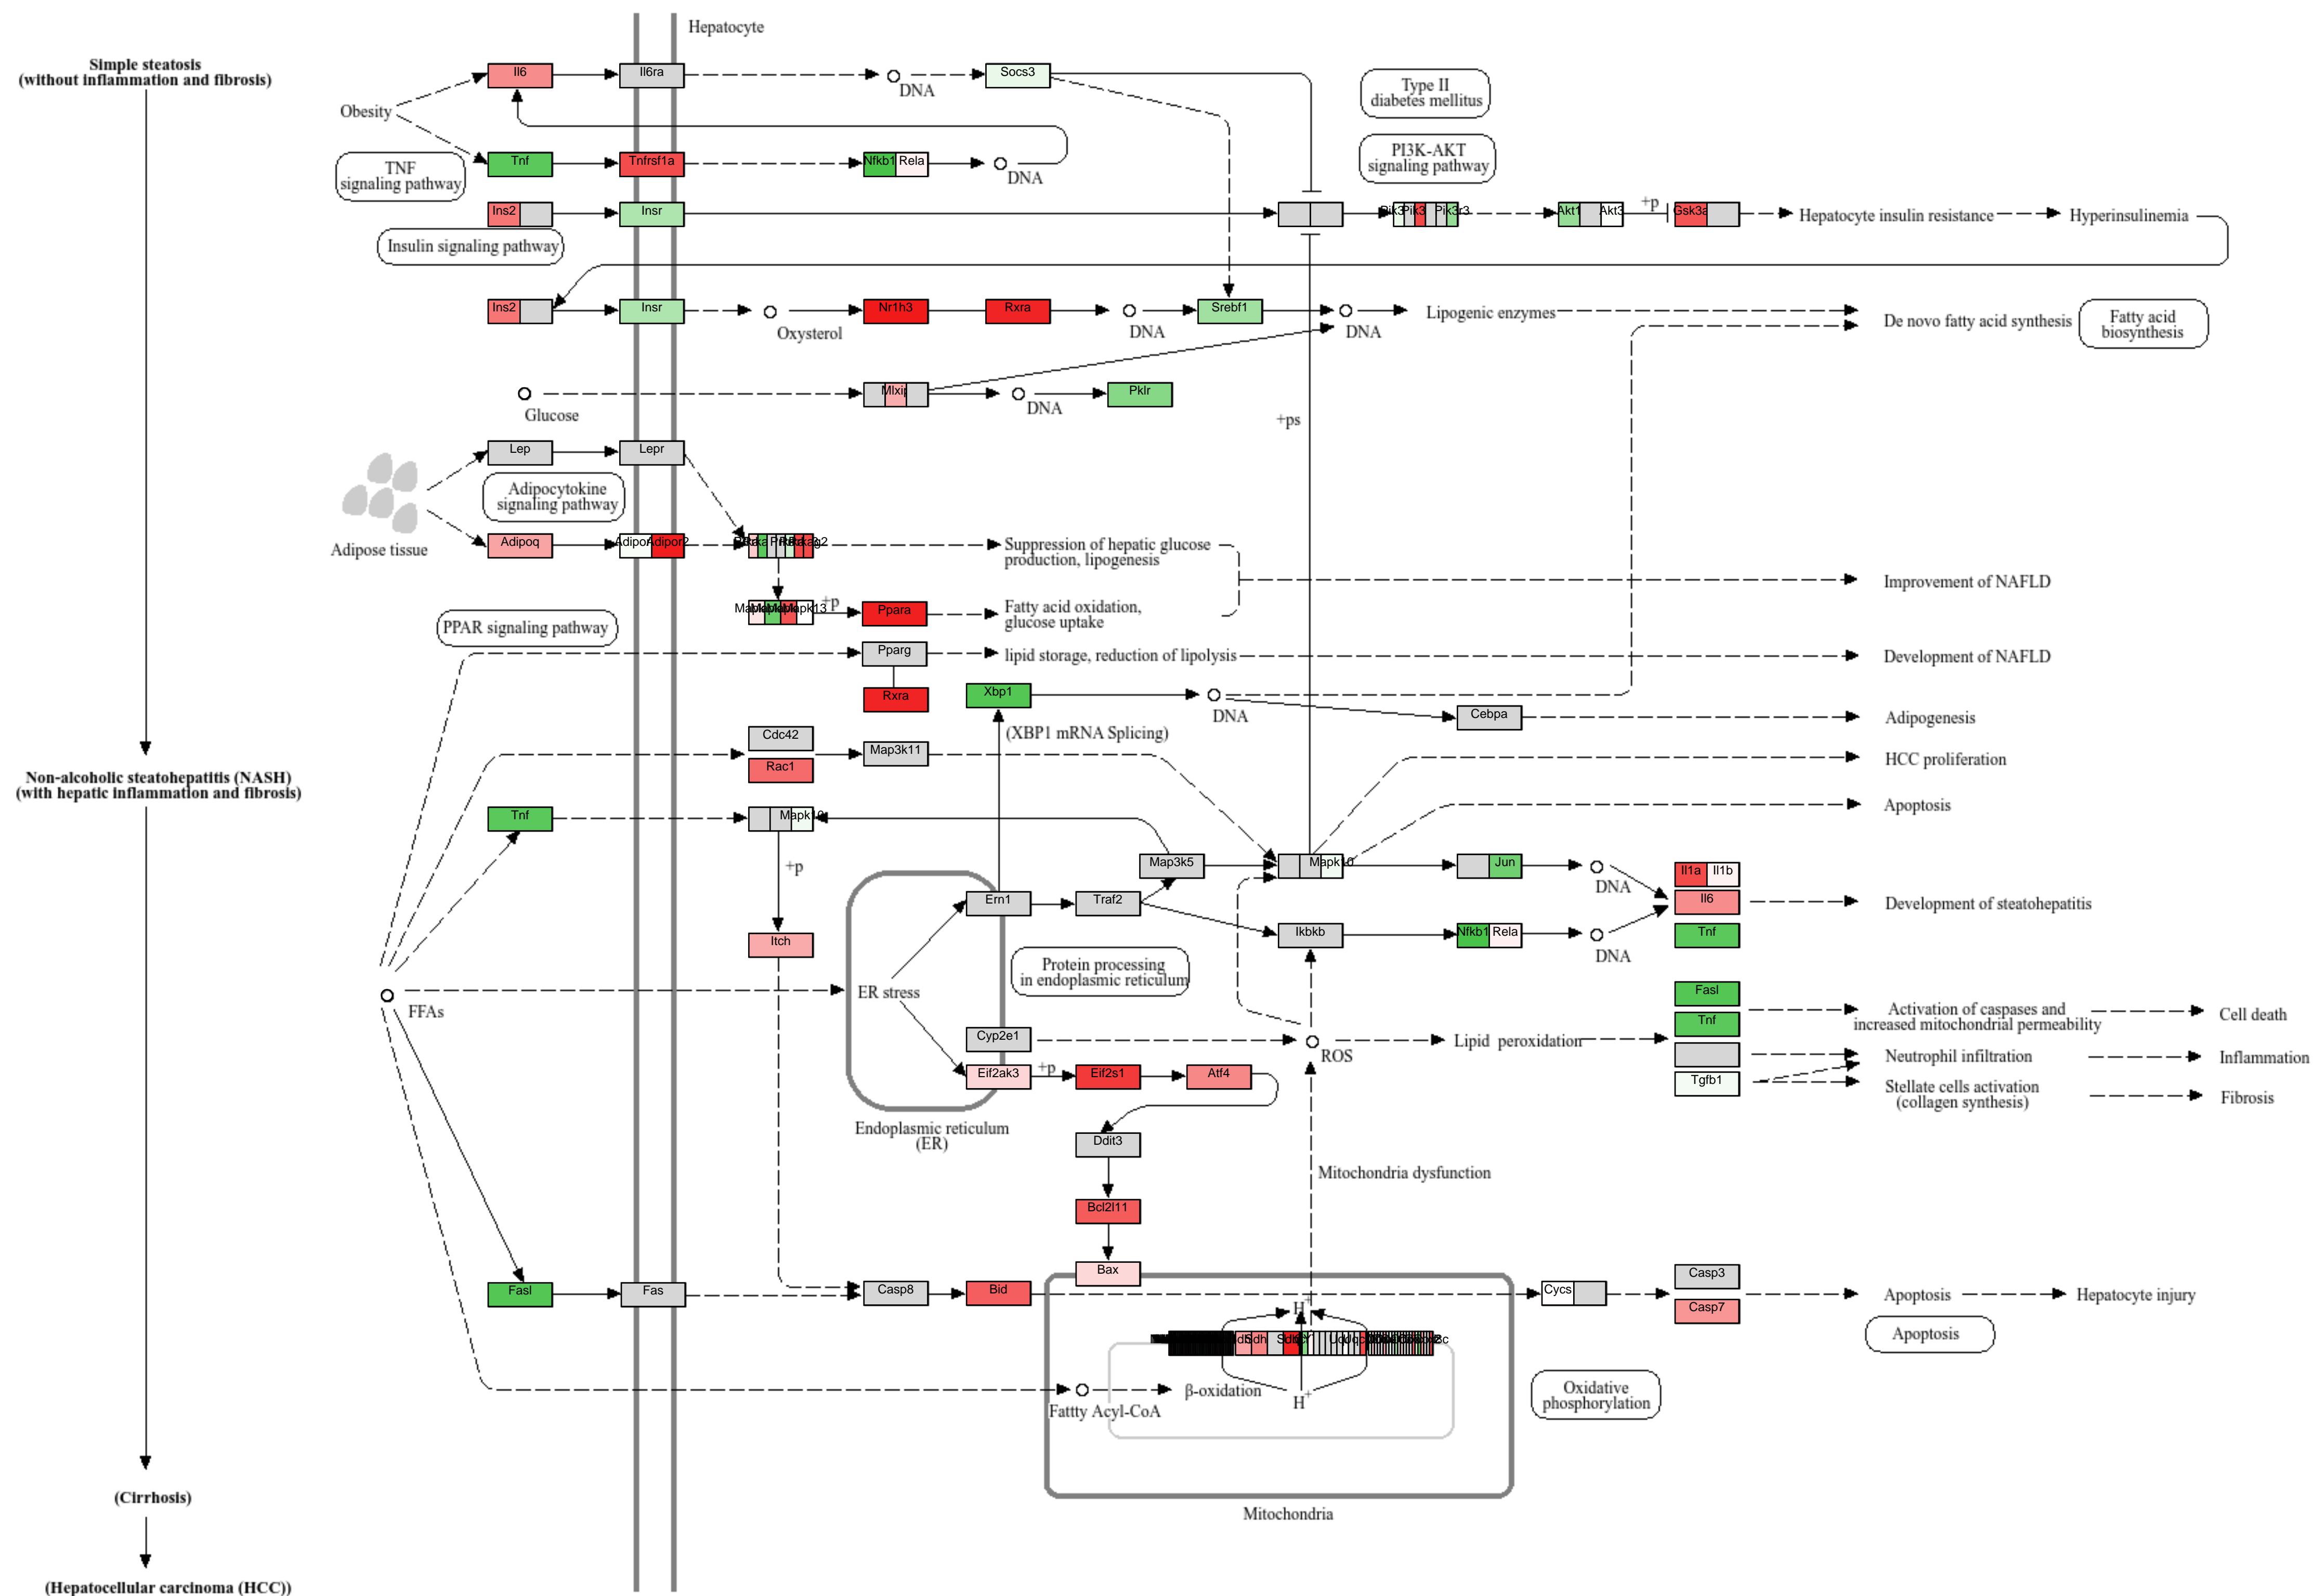 Hepatocyte
Simple steatosis
(without inflammation and fibrosis)
Il6
Il6ra
DNA
Socs3
Type II
diabetes mellitus
Obesity
TNF
signaling pathway
Tnf
Tnfrsf1a
Nfkb1
Rela
DNA
PI3K-AKT
signaling pathway
Ins2
Insr
Pik3r3
Akt1
Akt3
+p
Gsk3a
Hepatocyte insulin resistance
Hyperinsulinemia
Insulin signaling pathway
Ins2
Insr
Oxysterol
Nr1h3
Rxra
DNA
Srebf1
DNA
Lipogenic enzymes
De novo fatty acid synthesis
Fatty acid
biosynthesis
Glucose
DNA
Pklr
+ps
Lep
Lepr
Adipocytokine
signaling pathway
Adipose tissue
Adipoq
Adipor2
Suppression of hepatic glucose
production, lipogenesis
Improvement of NAFLD
+p
Ppara
Fatty acid oxidation,
glucose uptake
PPAR signaling pathway
Pparg
lipid storage, reduction of lipolysis
Development of NAFLD
Rxra
Xbp1
DNA
(XBP1 mRNA Splicing)
Cebpa
Adipogenesis
Cdc42
Rac1
Map3k11
HCC proliferation
Non-alcoholic steatohepatitis (NASH)
(with hepatic inflammation and fibrosis)
Tnf
Mapk10
Apoptosis
+p
Map3k5
Mapk10
Jun
DNA
Il1a
Il1b
Il6
Tnf
Development of steatohepatitis
Ern1
Traf2
Itch
Ikbkb
Nfkb1
Rela
DNA
Protein processing
in endoplasmic reticulum
FFAs
ER stress
Fasl
Tnf
Activation of caspases and
increased mitochondrial permeability
Cell death
Cyp2e1
ROS
Lipid peroxidation
Neutrophil infiltration
Inflammation
Eif2ak3
+p
Eif2s1
Atf4
Tgfb1
Stellate cells activation
(collagen synthesis)
Fibrosis
Endoplasmic reticulum
(ER)
Ddit3
Mitochondria dysfunction
Bcl2l11
Bax
Fasl
Fas
Casp8
Bid
Cycs
Casp3
Casp7
Apoptosis
Hepatocyte injury
Apoptosis
H+
β-oxidation
H+
Fattty Acyl-CoA
Oxidative
phosphorylation
Mitochondria
(Cirrhosis)
(Hepatocellular carcinoma (HCC))